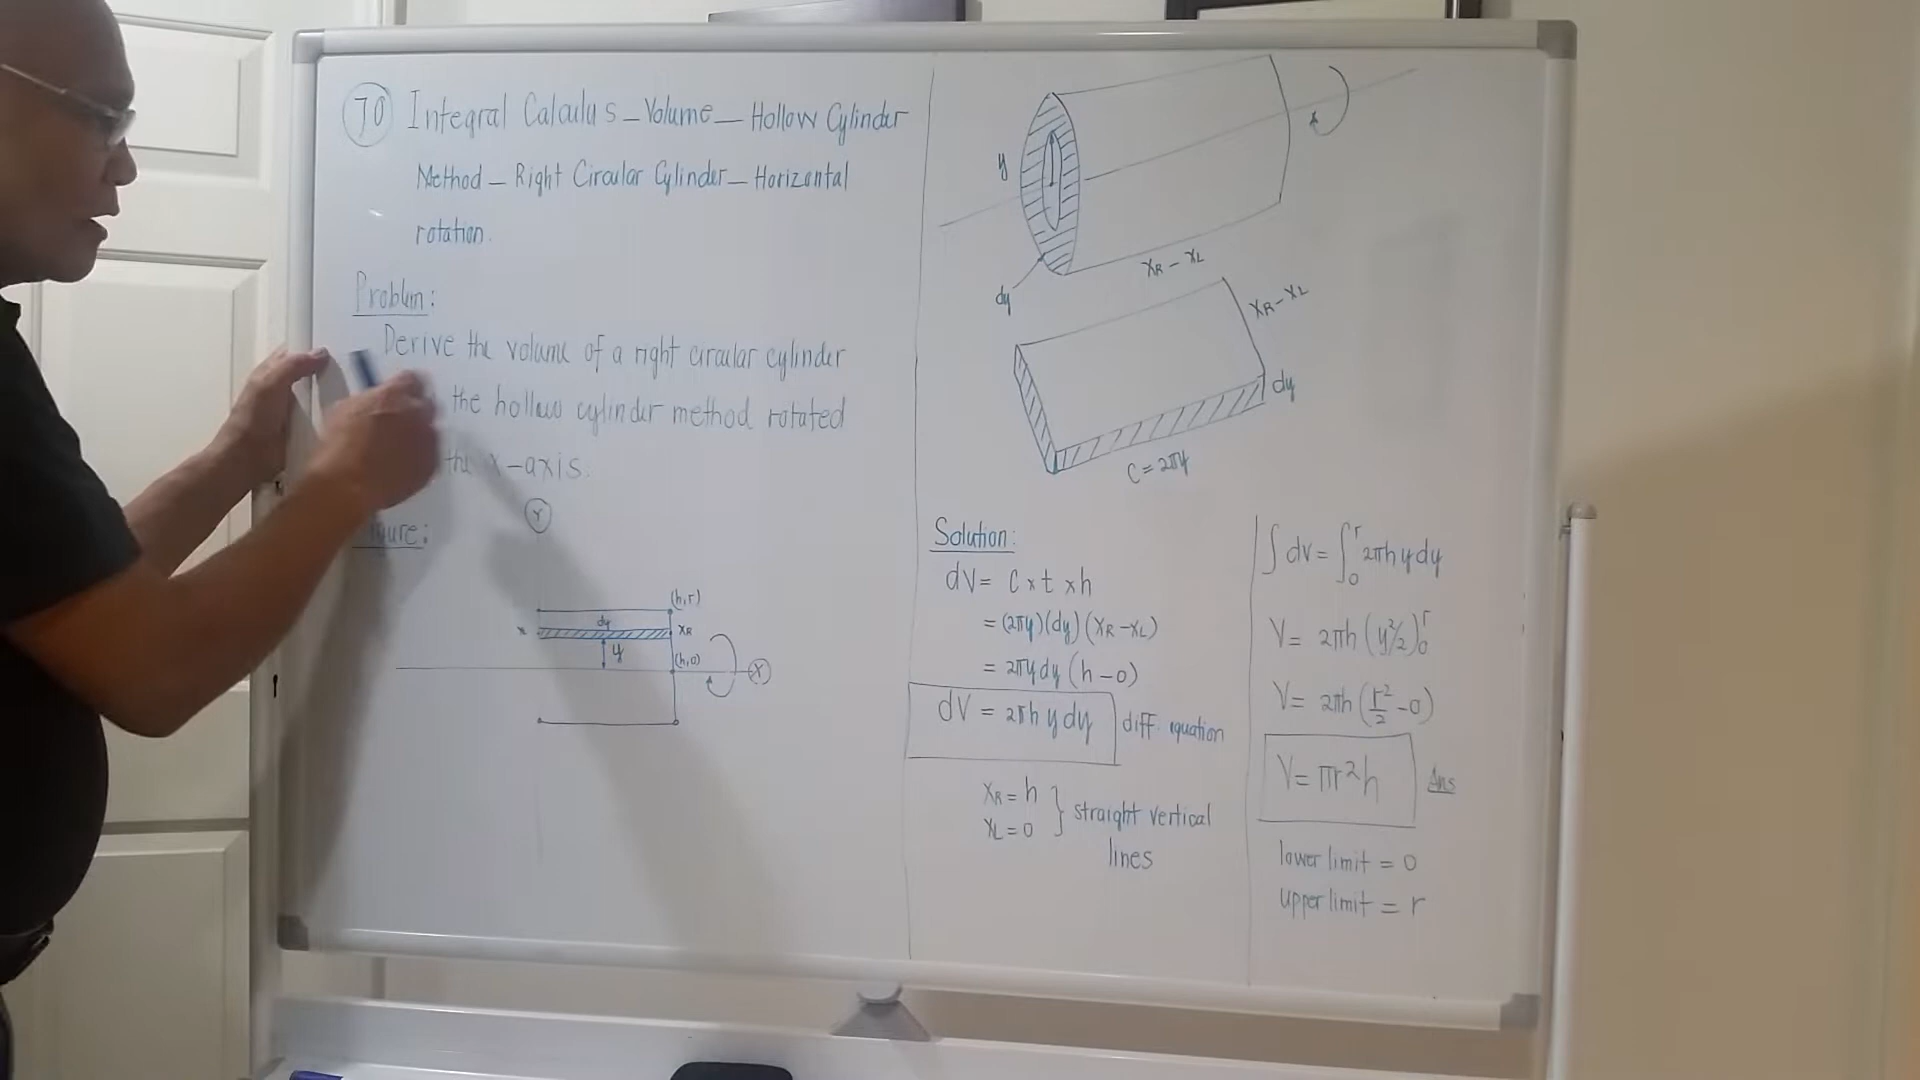 70 Integral Calculus – Volume – Hollow Cylinder
Method – Right Circular Cylinder – Horizontal
rotation.
Problem:
Derive the volume of a right circular cylinder
the hollow cylinder method rotated
the x-axis.
Y
(h,r)
dy
XR
y
(h,0)
X
y
dy
XR – XL
XR – XL
dy
C = 2πy
Solution:
dV = C × t × h
= (2πy)(dy)(XR – XL)
= 2πy dy (h – 0)
dV = 2πh y dy diff. equation
XR = h
XL = 0
} straight vertical
lines
∫ dv = ∫₀ʳ 2πh y dy
V = 2πh (y²/2)₀ʳ
V = 2πh (r²/2 – 0)
V = πr²h Ans
lower limit = 0
upper limit = r